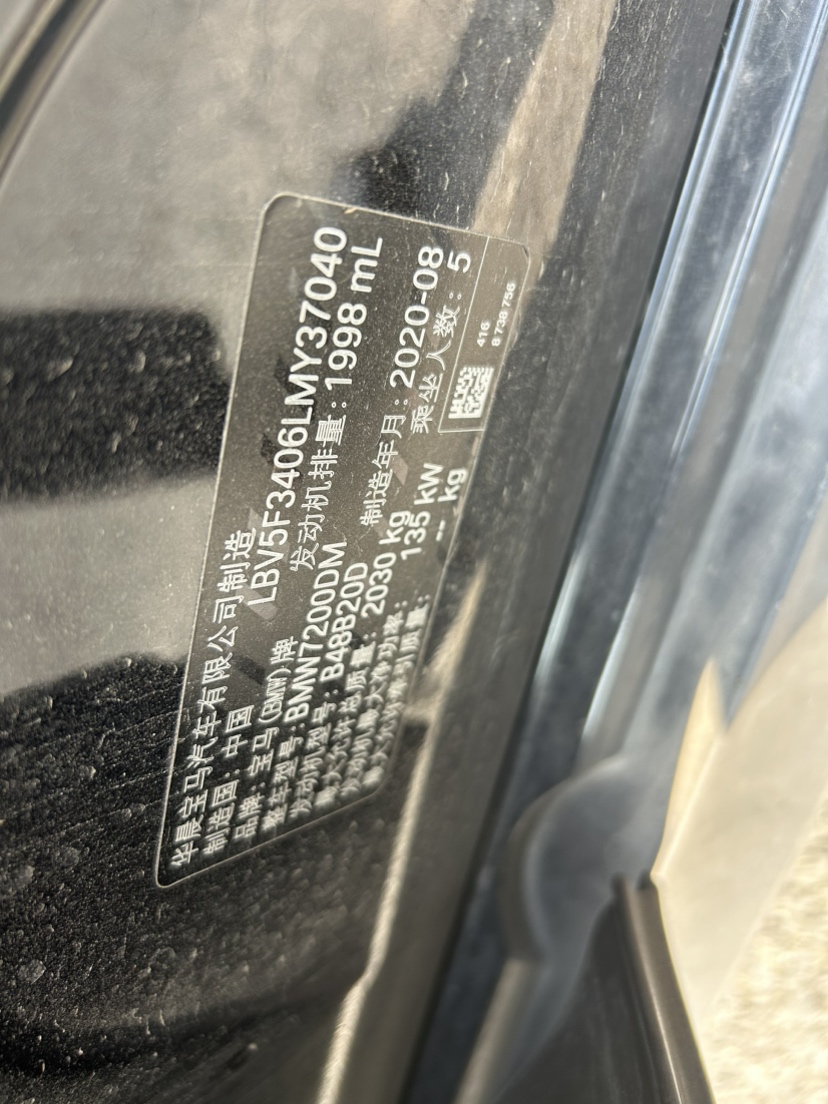 华晨宝马汽车有限公司制造
制造国：中国 LBV5F3406LMY37040
品牌：宝马(BMW)牌 发动机排量：1998 mL
整车型号：BMW7200DM
发动机型号：B48B20D 制造年月：2020-08
最大允许总质量：2030 kg 乘坐人数：5
发动机最大净功率：135 kW
最大允许牵引质量：-- kg
416
8 738 756